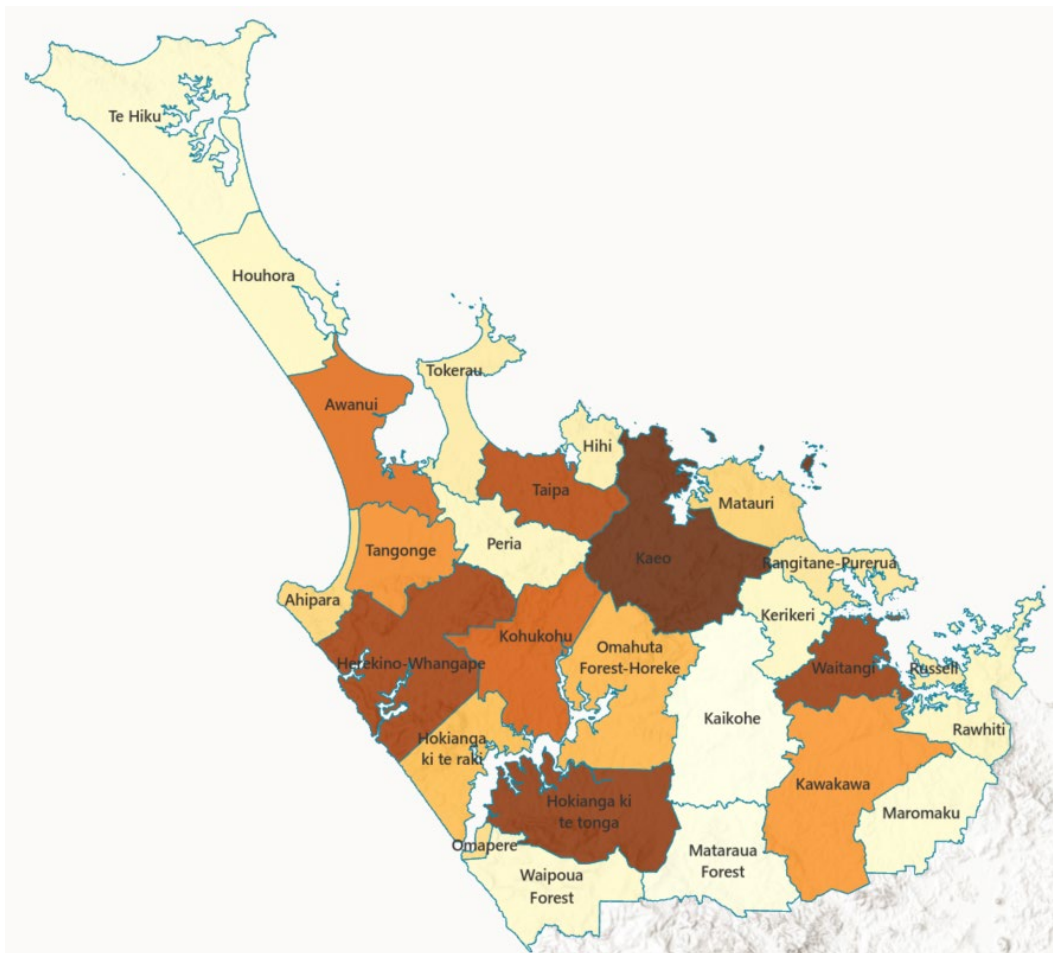 Te Hiku
Houhora
Tokerau
Awanui
Hihi
Taipa
Matauri
Peria
Tangonge
Kaeo
Rangitane-Purerua
Ahipara
Kerikeri
Kohukohu
Omahuta
Forest-Horeke
Herekino-Whangape
Waitangi
Russell
Kaikohe
Rawhiti
Hokianga
ki te raki
Kawakawa
Hokianga ki
te tonga
Maromaku
Omapere
Mataraua
Forest
Waipoua
Forest